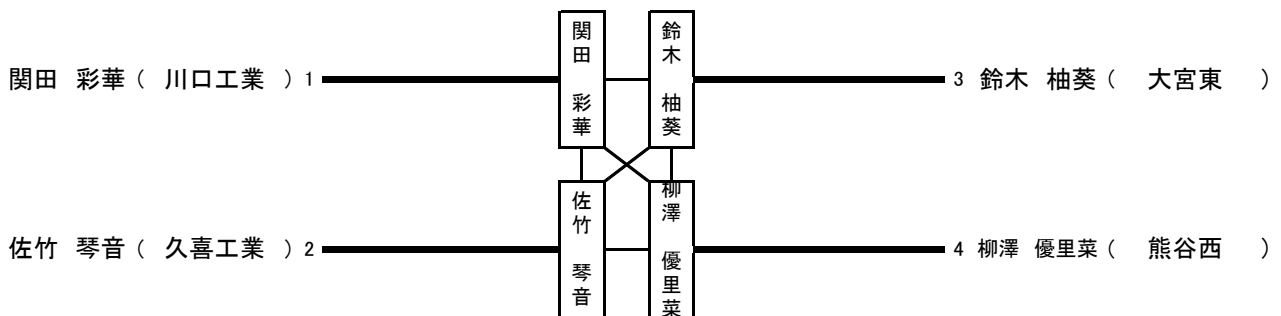 関田 彩華 ( 川口工業 ) 1
関田 彩華
鈴木 柚葵
3 鈴木 柚葵 ( 大宮東 )
佐竹 琴音 ( 久喜工業 ) 2
佐竹 琴音
柳澤 優里菜
4 柳澤 優里菜 ( 熊谷西 )